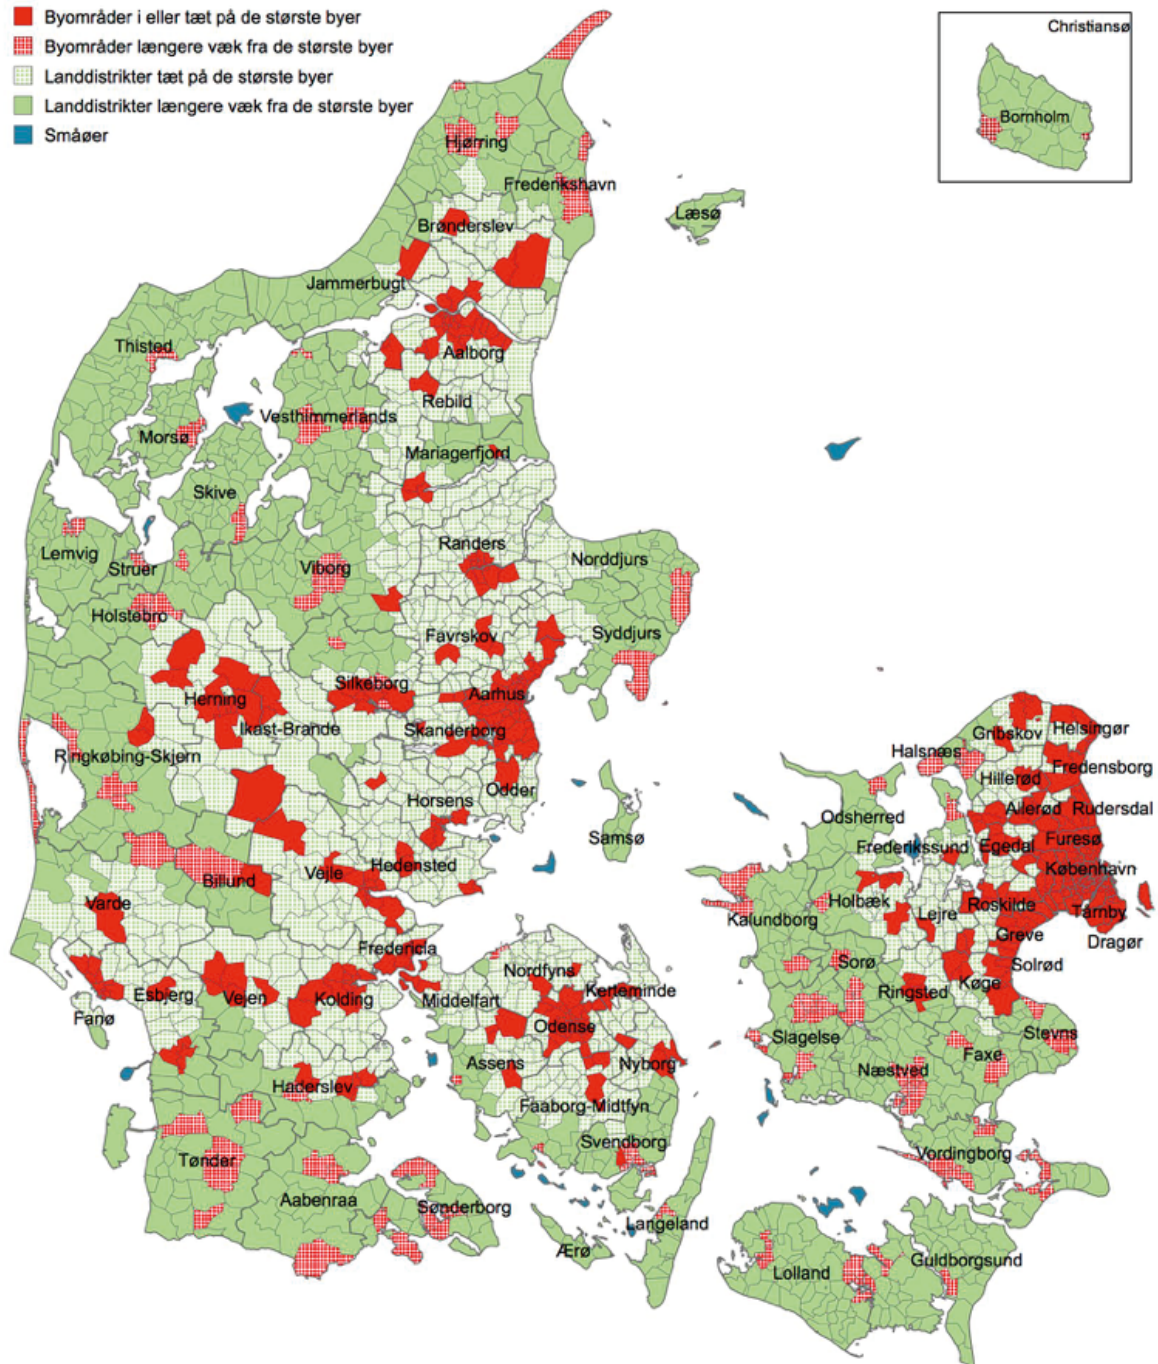 Byområder i eller tæt på de største byer
Byområder længere væk fra de største byer
Landdistrikter tæt på de største byer
Landdistrikter længere væk fra de største byer
Småøer
Christiansø
Bornholm
Hjørring
Frederikshavn
Læsø
Brønderslev
Jammerbugt
Thisted
Aalborg
Rebild
Vesthimmerlands
Morsø
Mariagerfjord
Skive
Randers
Lemvig
Struer
Viborg
Norddjurs
Holstebro
Favrskov
Syddjurs
Silkeborg
Aarhus
Herning
Ikast-Brande
Skanderborg
Ringkøbing-Skjern
Gribskov
Helsingør
Halsnæs
Hillerød
Fredensborg
Horsens
Odder
Samsø
Odsherred
Allerød
Rudersdal
Frederikssund
Egedal
Furesø
Hedensted
Vejle
Billund
København
Varde
Kalundborg
Holbæk
Lejre
Roskilde
Tårnby
Greve
Dragør
Fredericia
Sorø
Solrød
Nordfyns
Kerteminde
Ringsted
Køge
Esbjerg
Vejen
Kolding
Middelfart
Fanø
Odense
Slagelse
Stevns
Assens
Nyborg
Faxe
Næstved
Haderslev
Faaborg-Midtfyn
Svendborg
Vordingborg
Tønder
Aabenraa
Sønderborg
Langeland
Ærø
Lolland
Guldborgsund